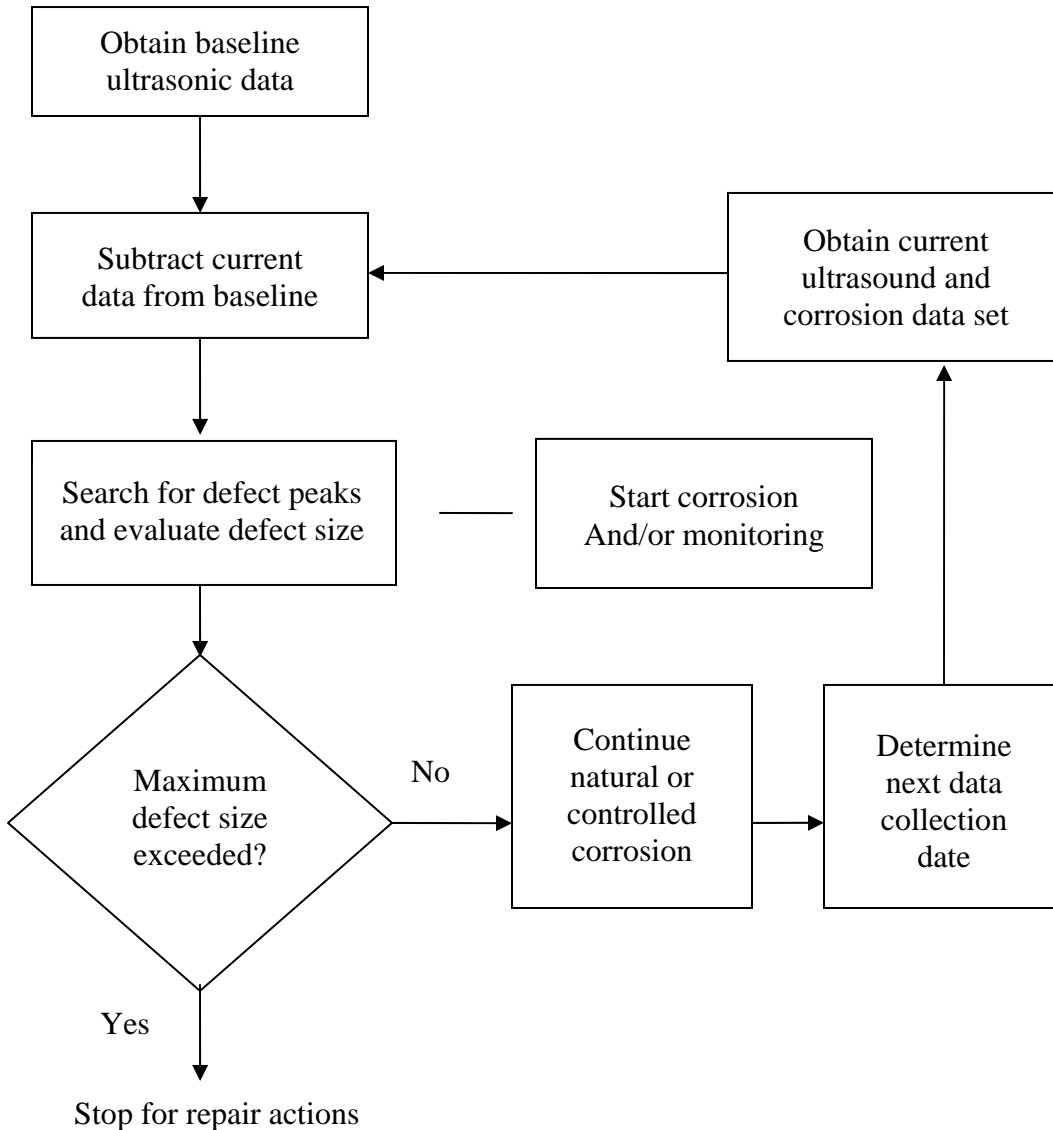 Obtain baseline
ultrasonic data
Subtract current
data from baseline
Obtain current
ultrasound and
corrosion data set
Search for defect peaks
and evaluate defect size
Start corrosion
And/or monitoring
Maximum
defect size
exceeded?
No
Continue
natural or
controlled
corrosion
Determine
next data
collection
date
Yes
Stop for repair actions